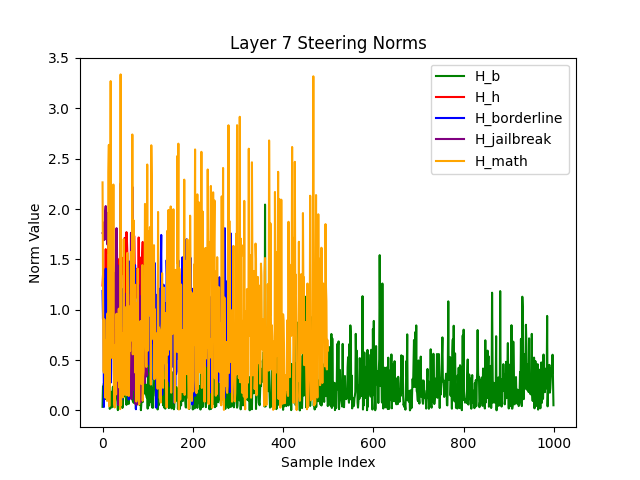 Layer 7 Steering Norms
Norm Value
3.5
3.0
2.5
2.0
1.5
1.0
0.5
0.0
H_b
H_h
H_borderline
H_jailbreak
H_math
0
200
400
600
800
1000
Sample Index